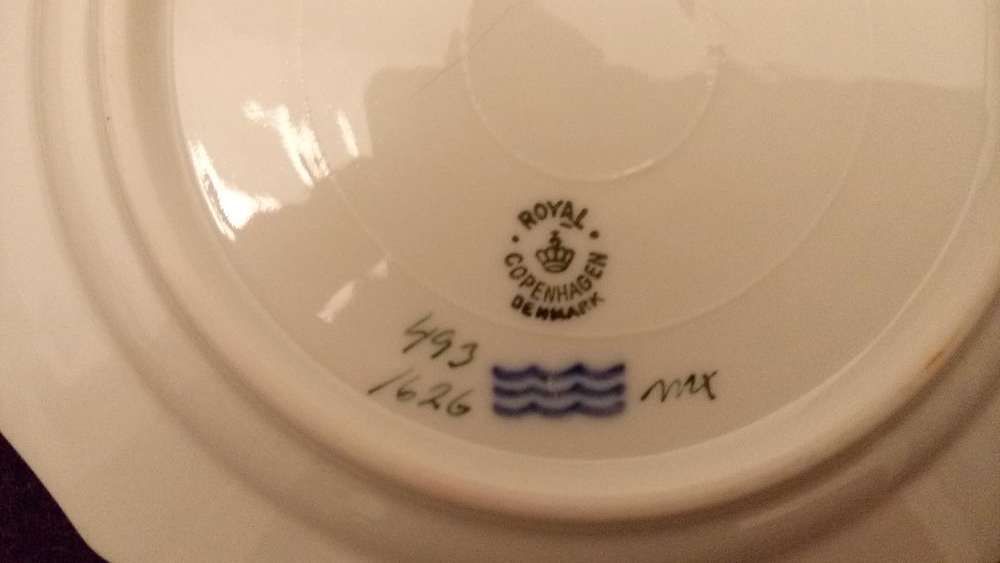 ROYAL
COPENHAGEN
DENMARK
493
1626